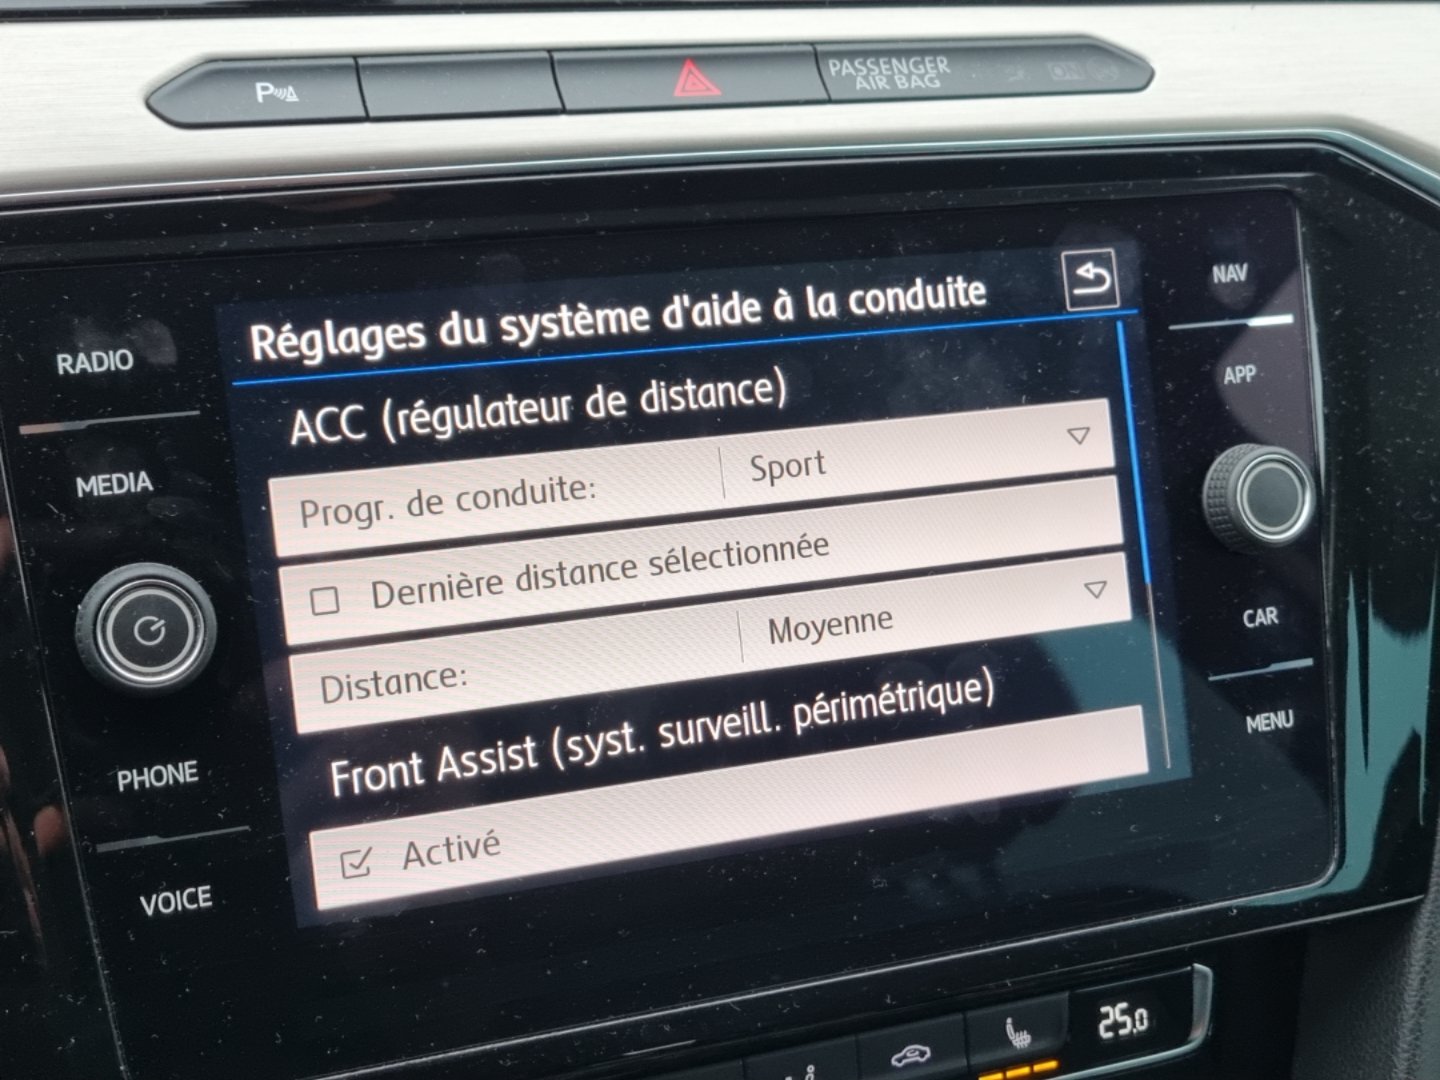 P
PASSENGER
AIR BAG
ON
RADIO
MEDIA
PHONE
VOICE
Réglages du système d'aide à la conduite
ACC (régulateur de distance)
Progr. de conduite: Sport
Dernière distance sélectionnée
Distance: Moyenne
Front Assist (syst. surveill. périmétrique)
Activé
NAV
APP
CAR
MENU
25.0